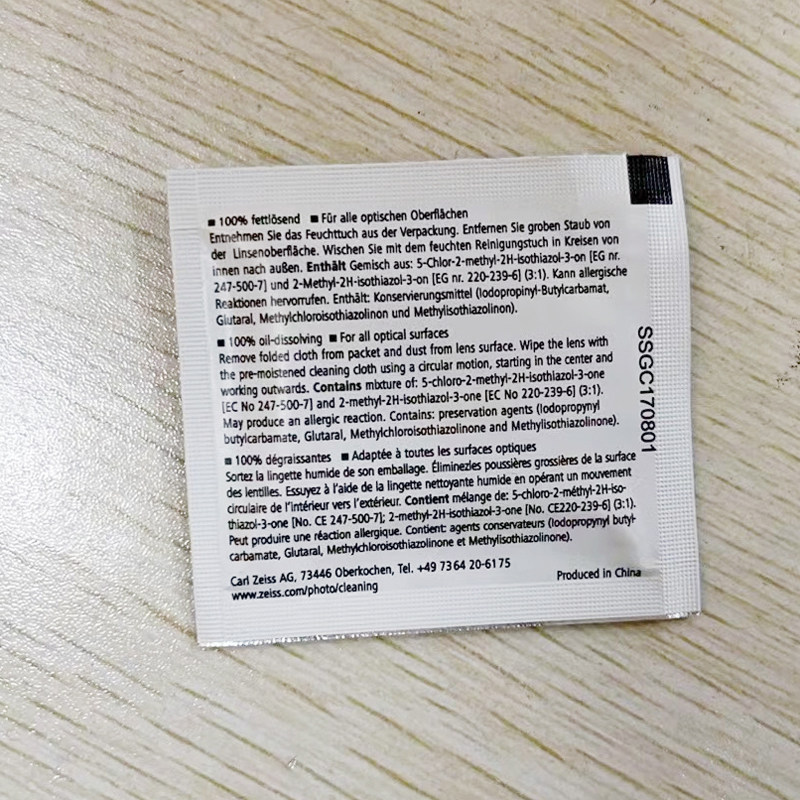 ■ 100% fettlösend ■ Für alle optischen Oberflächen
Entnehmen Sie das Feuchttuch aus der Verpackung. Entfernen Sie groben Staub von
der Linsenoberfläche. Wischen Sie mit dem feuchten Reinigungstuch in Kreisen von
innen nach außen. Enthält Gemisch aus: 5-Chlor-2-methyl-2H-isothiazol-3-on [EG nr.
247-500-7] und 2-Methyl-2H-isothiazol-3-on [EG nr. 220-239-6] (3:1). Kann allergische
Reaktionen hervorrufen. Enthält: Konservierungsmittel (Iodopropinyl-Butylcarbamat,
Glutaral, Methylchloroisothiazolinon und Methylisothiazolinon).
■ 100% oil-dissolving ■ For all optical surfaces
Remove folded cloth from packet and dust from lens surface. Wipe the lens with
the pre-moistened cleaning cloth using a circular motion, starting in the center and
working outwards. Contains mixture of: 5-chloro-2-methyl-2H-isothiazol-3-one
[EC No 247-500-7] and 2-methyl-2H-isothiazol-3-one [EC No 220-239-6] (3:1).
May produce an allergic reaction. Contains: preservation agents (Iodopropynyl
butylcarbamate, Glutaral, Methylchloroisothiazolinone and Methylisothiazolinone).
■ 100% dégraissantes ■ Adaptée à toutes les surfaces optiques
Sortez la lingette humide de son emballage. Éliminezles poussières grossières de la surface
des lentilles. Essuyez à l'aide de la lingette nettoyante humide en opérant un mouvement
circulaire de l'intérieur vers l'extérieur. Contient mélange de: 5-chloro-2-méthyl-2H-iso-
thiazol-3-one [No. CE 247-500-7]; 2-methyl-2H-isothiazol-3-one [No. CE220-239-6] (3:1).
Peut produire une réaction allergique. Contient: agents conservateurs (Iodopropynyl butyl-
carbamate, Glutaral, Methylchloroisothiazolinone et Methylisothiazolinone).
Carl Zeiss AG, 73446 Oberkochen, Tel. +49 7364 20-6175
www.zeiss.com/photo/cleaning
Produced in China
SSGC170801